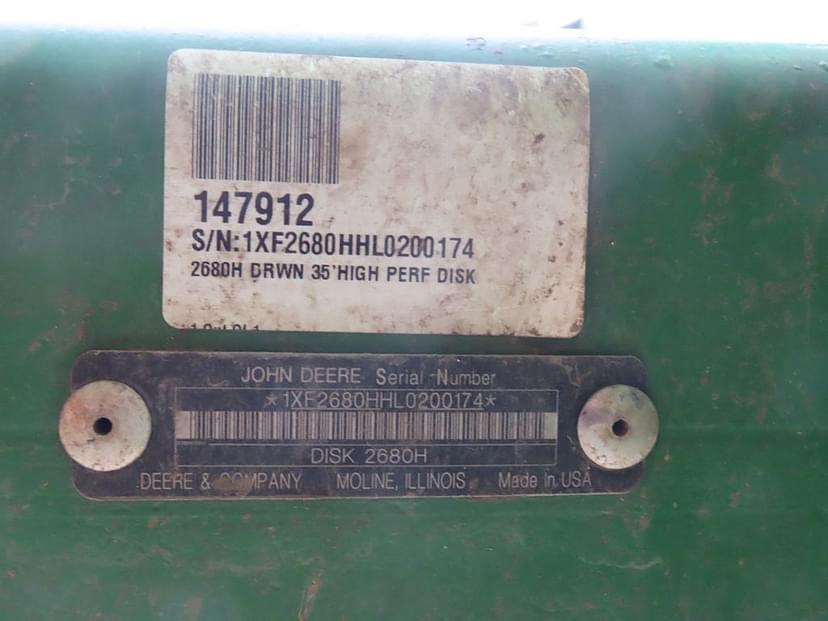 147912
S/N:1XF2680HHL0200174
2680H DRWN 35'HIGH PERF DISK
JOHN DEERE Serial Number
*1XF2680HHL0200174*
DISK 2680H
DEERE & COMPANY MOLINE, ILLINOIS Made In USA